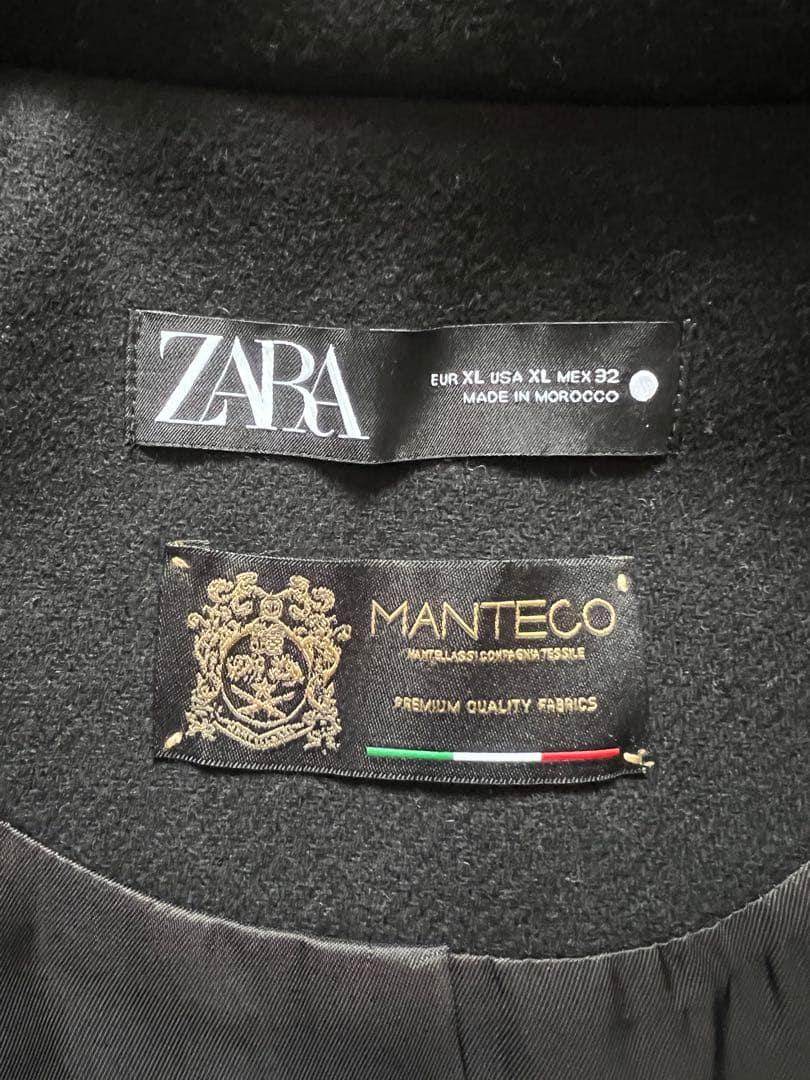 ZARA
EUR XL USA XL MEX 32
MADE IN MOROCCO
MANTECO
MANTELLASSI COMPAGNIA TESSILE
PREMIUM QUALITY FABRICS